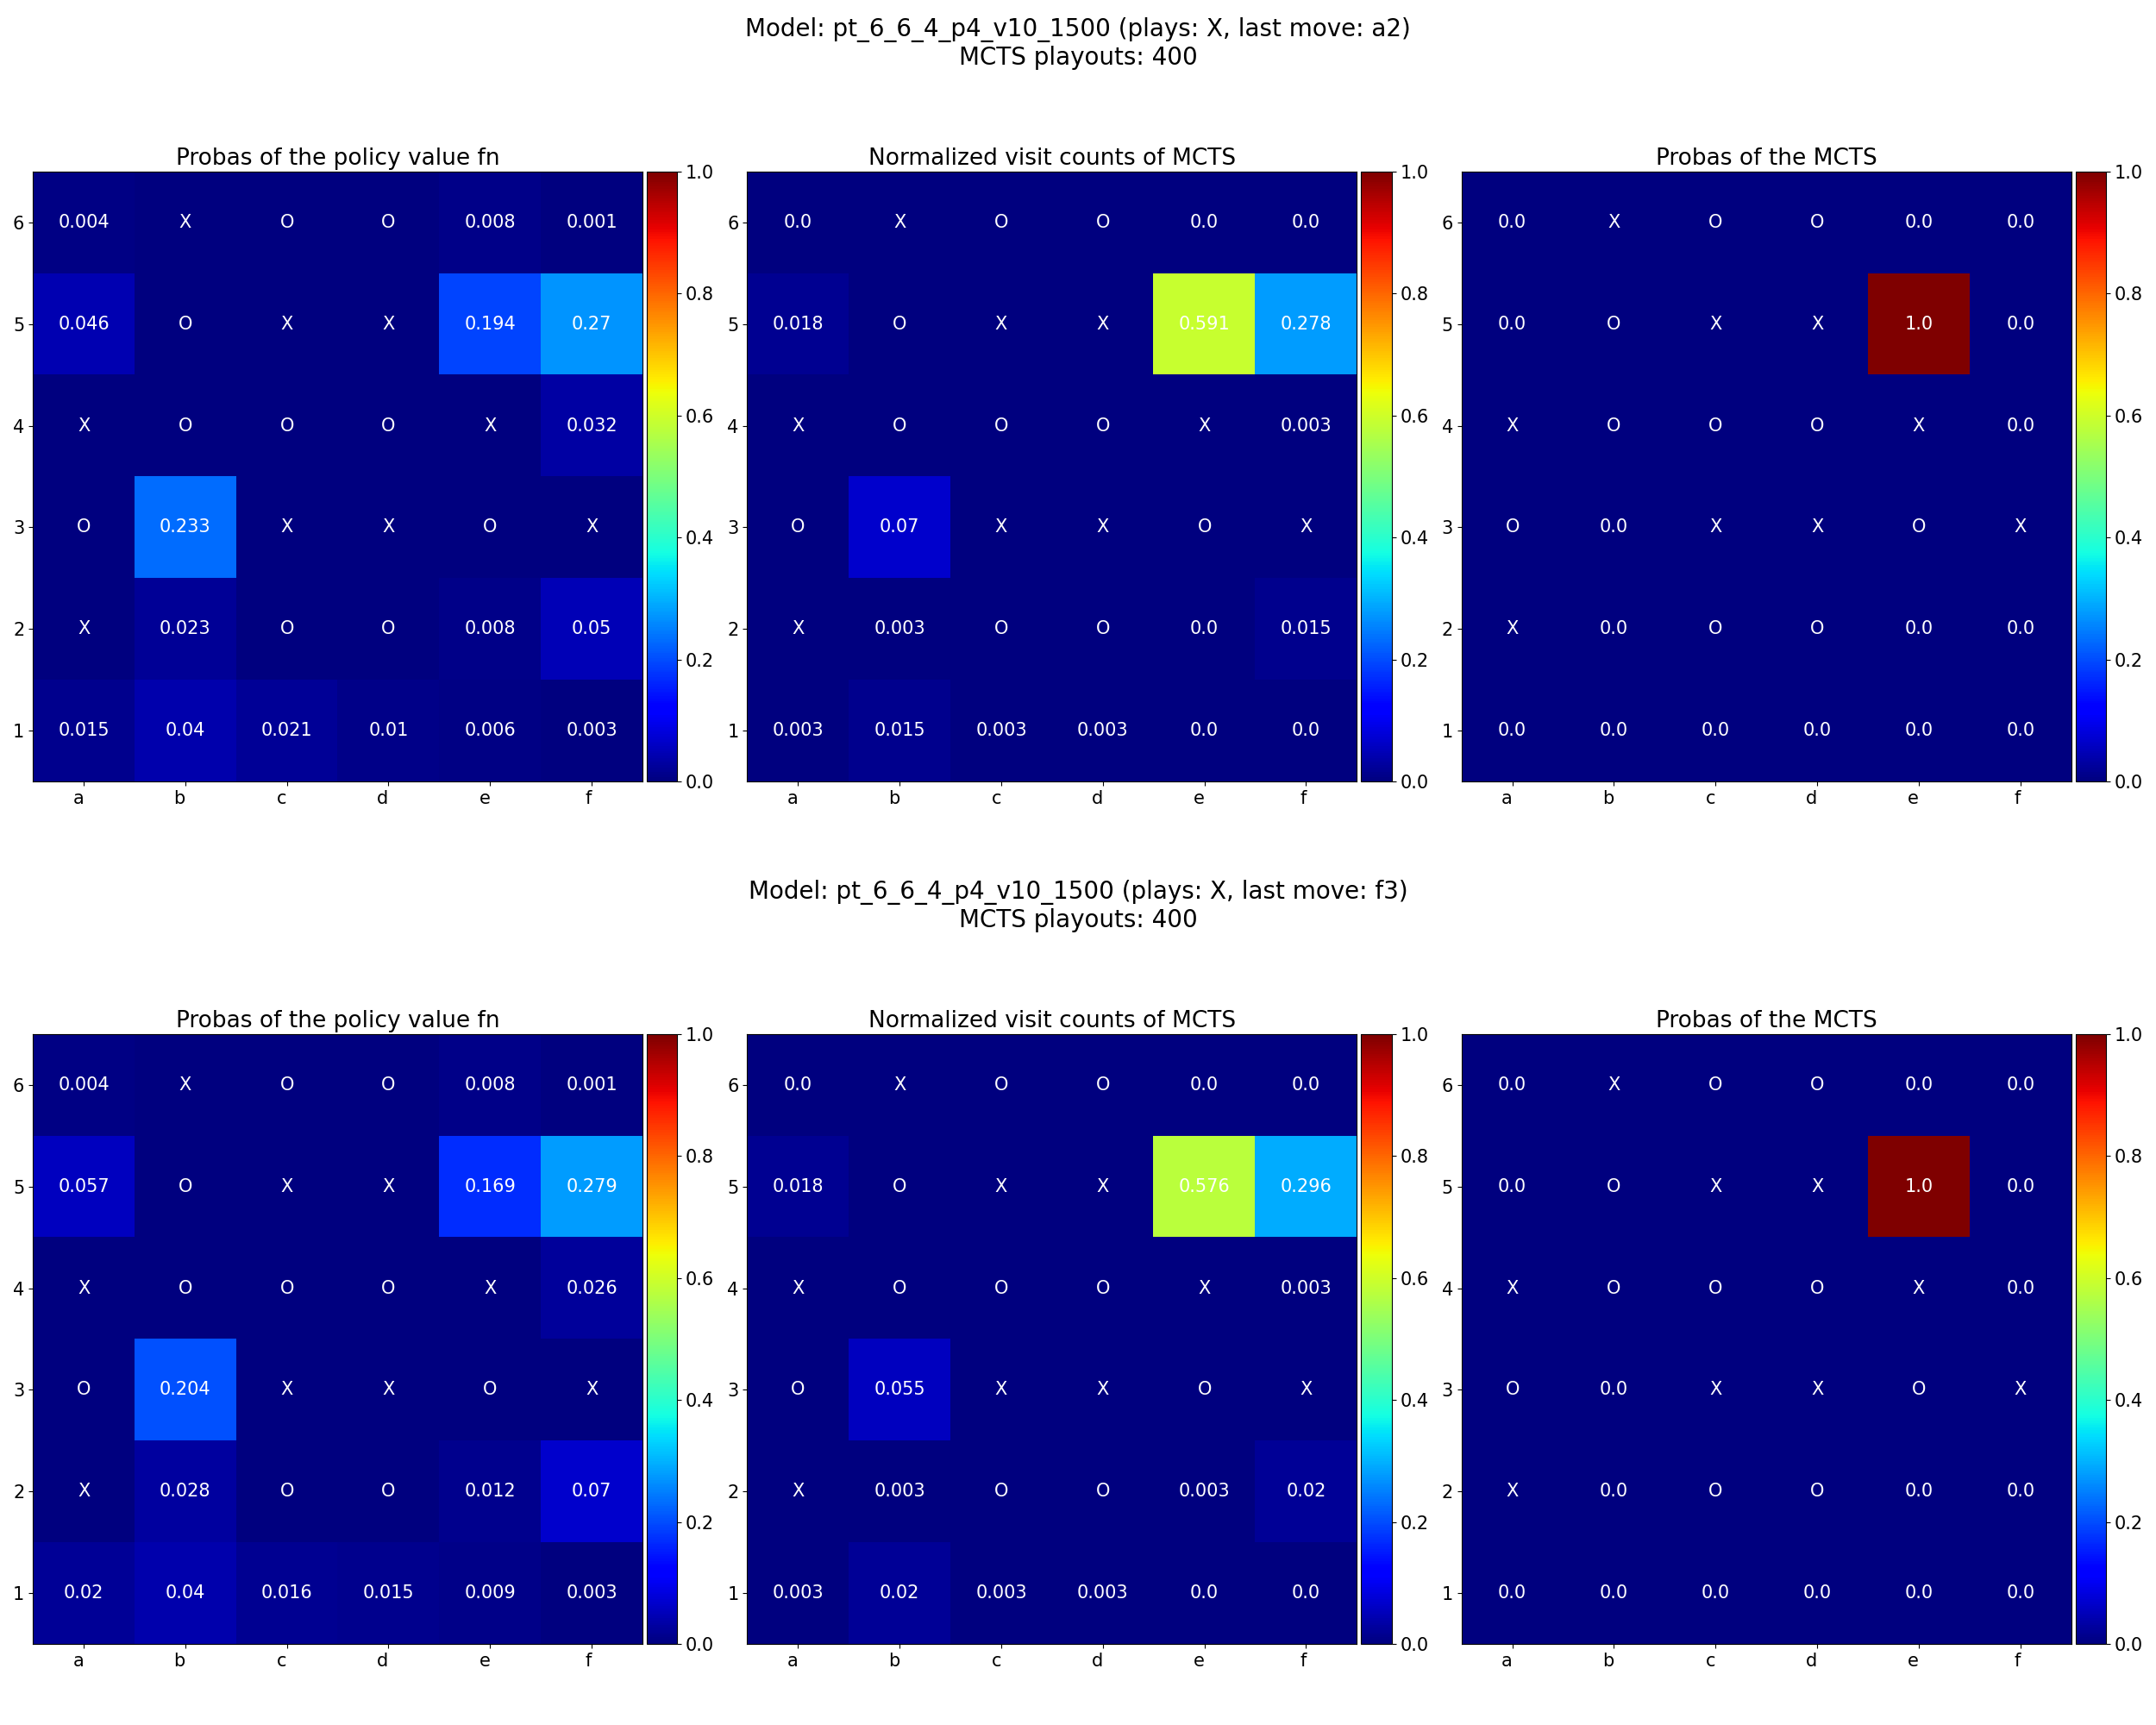 Model: pt_6_6_4_p4_v10_1500 (plays: X, last move: a2)
MCTS playouts: 400
Probas of the policy value fn
1.0
6 0.004 X O O 0.008 0.001
5 0.046 O X X 0.194 0.27
0.8
4 X O O O X 0.032
0.6
3 O 0.233 X X O X
0.4
2 X 0.023 O O 0.008 0.05
0.2
1 0.015 0.04 0.021 0.01 0.006 0.003
0.0
a b c d e f
Normalized visit counts of MCTS
1.0
6 0.0 X O O 0.0 0.0
5 0.018 O X X 0.591 0.278
0.8
4 X O O O X 0.003
0.6
3 O 0.07 X X O X
0.4
2 X 0.003 O O 0.0 0.015
0.2
1 0.003 0.015 0.003 0.003 0.0 0.0
0.0
a b c d e f
Probas of the MCTS
1.0
6 0.0 X O O 0.0 0.0
5 0.0 O X X 1.0 0.0
0.8
4 X O O O X 0.0
0.6
3 O 0.0 X X O X
0.4
2 X 0.0 O O 0.0 0.0
0.2
1 0.0 0.0 0.0 0.0 0.0 0.0
0.0
a b c d e f
Model: pt_6_6_4_p4_v10_1500 (plays: X, last move: f3)
MCTS playouts: 400
Probas of the policy value fn
1.0
6 0.004 X O O 0.008 0.001
5 0.057 O X X 0.169 0.279
0.8
4 X O O O X 0.026
0.6
3 O 0.204 X X O X
0.4
2 X 0.028 O O 0.012 0.07
0.2
1 0.02 0.04 0.016 0.015 0.009 0.003
0.0
a b c d e f
Normalized visit counts of MCTS
1.0
6 0.0 X O O 0.0 0.0
5 0.018 O X X 0.576 0.296
0.8
4 X O O O X 0.003
0.6
3 O 0.055 X X O X
0.4
2 X 0.003 O O 0.003 0.02
0.2
1 0.003 0.02 0.003 0.003 0.0 0.0
0.0
a b c d e f
Probas of the MCTS
1.0
6 0.0 X O O 0.0 0.0
5 0.0 O X X 1.0 0.0
0.8
4 X O O O X 0.0
0.6
3 O 0.0 X X O X
0.4
2 X 0.0 O O 0.0 0.0
0.2
1 0.0 0.0 0.0 0.0 0.0 0.0
0.0
a b c d e f